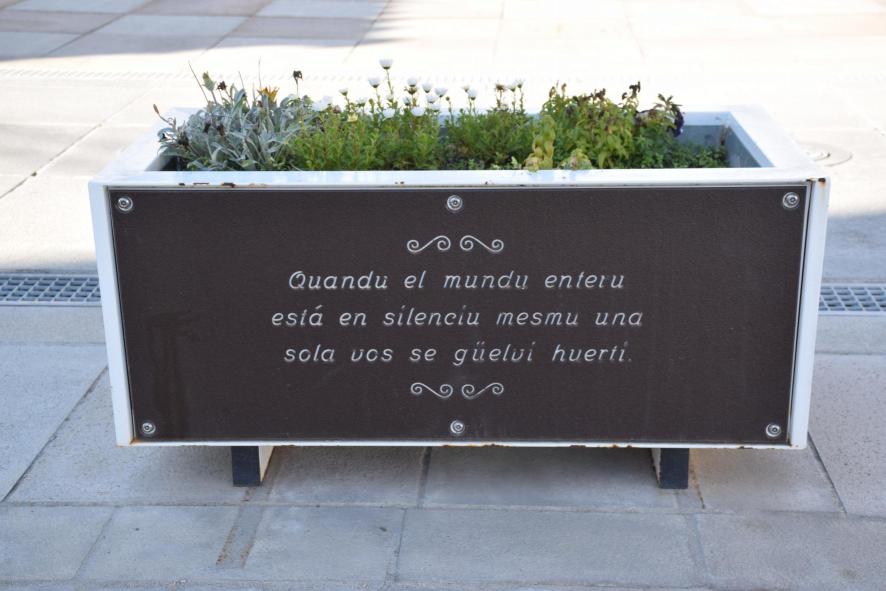 Quandu el mundu enteru
está en silenciu mesmu una
sola vos se güelvi huerti.